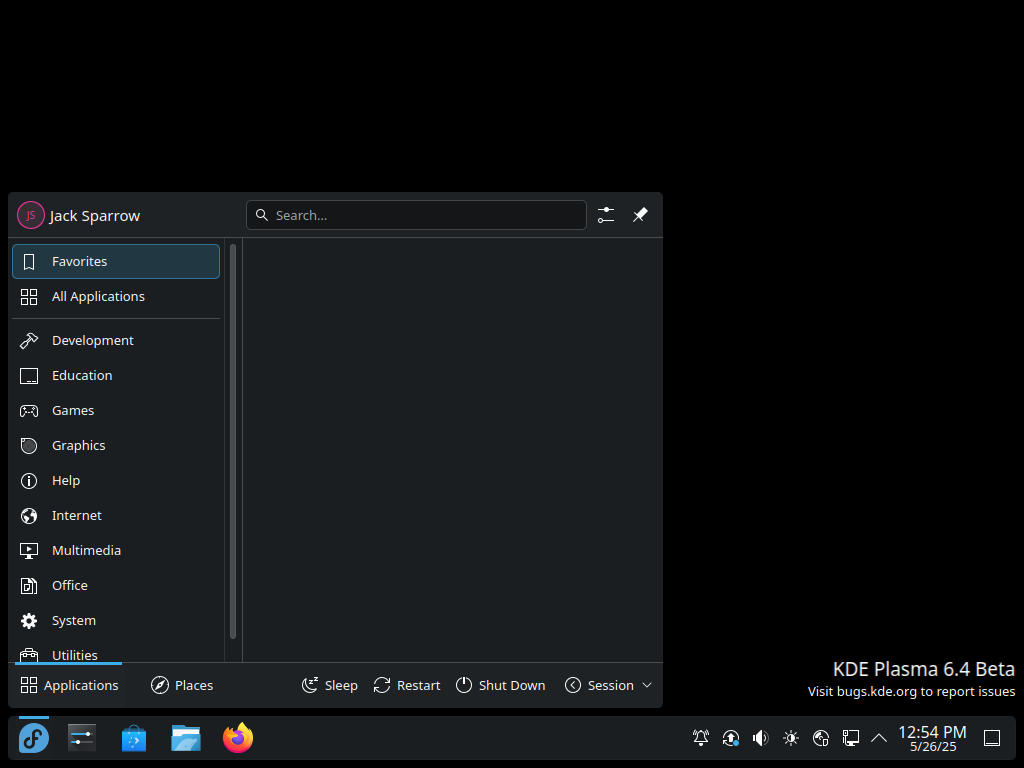 JS Jack Sparrow
Search...
Favorites
All Applications
Development
Education
Games
Graphics
Help
Internet
Multimedia
Office
System
Utilities
Applications Places Sleep Restart Shut Down Session
KDE Plasma 6.4 Beta
Visit bugs.kde.org to report issues
12:54 PM
5/26/25